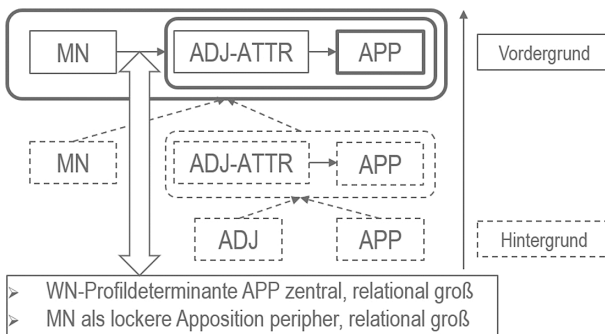 MN ADJ-ATTR APP Vordergrund
MN ADJ-ATTR APP
ADJ APP Hintergrund
➢ WN-Profildeterminante APP zentral, relational groß
➢ MN als lockere Apposition peripher, relational groß